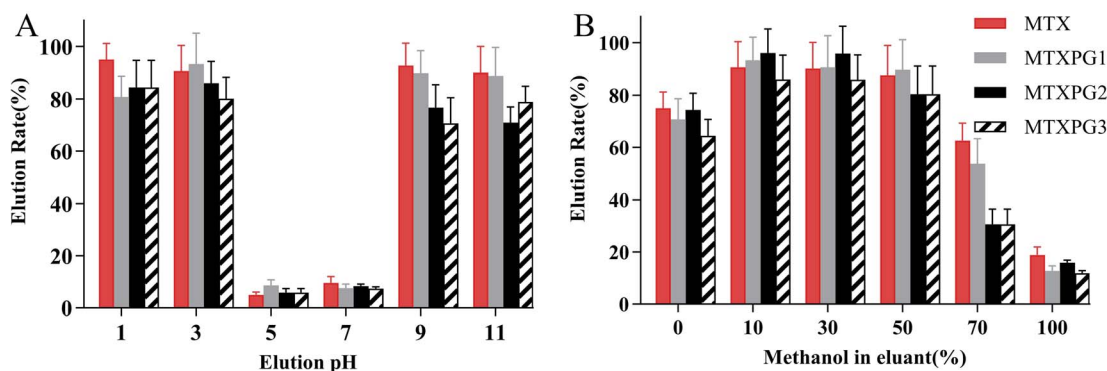 A
Elution Rate(%)
100
80
60
40
20
0
1 3 5 7 9 11
Elution pH
B
Elution Rate(%)
100
80
60
40
20
0
0 10 30 50 70 100
Methanol in eluant(%)
MTX
MTXPG1
MTXPG2
MTXPG3